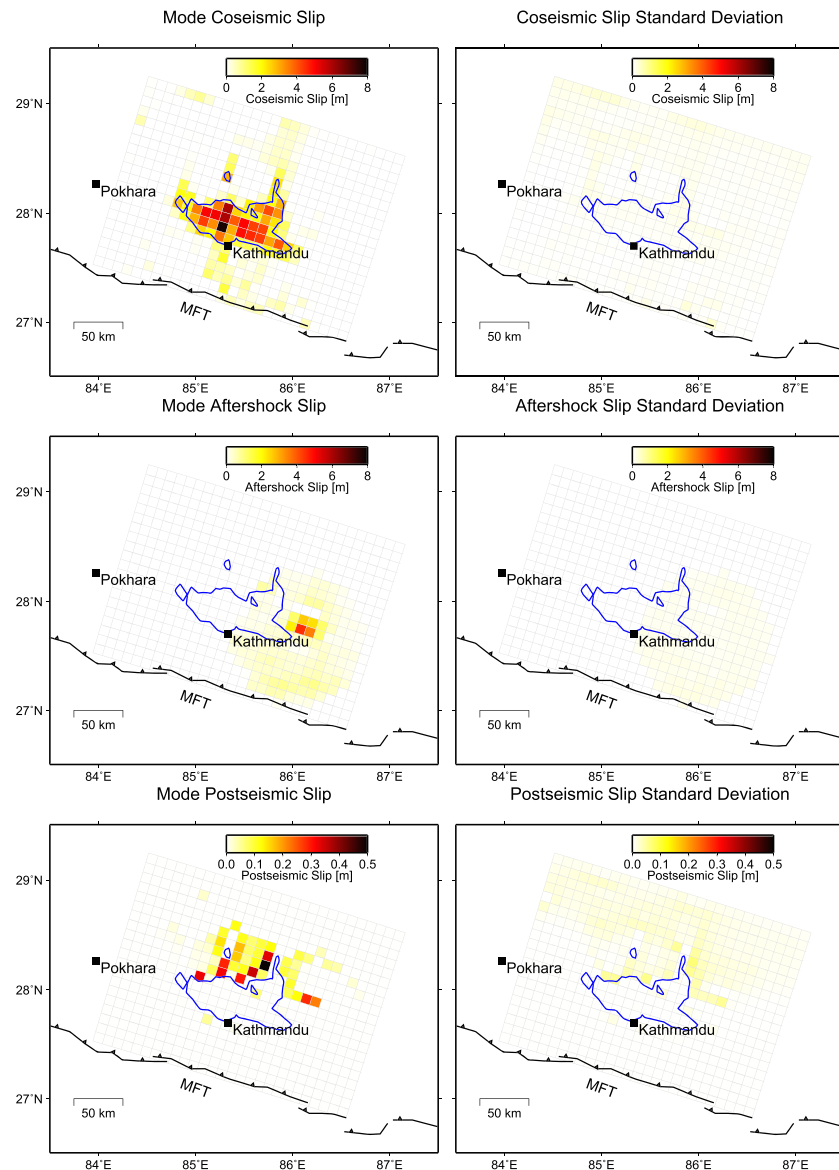 Mode Coseismic Slip
Coseismic Slip Standard Deviation
0 2 4 6 8
Coseismic Slip [m]
0 2 4 6 8
Coseismic Slip [m]
29˚N
28˚N
27˚N
Pokhara
Kathmandu
MFT
50 km
Pokhara
Kathmandu
MFT
50 km
84˚E 85˚E 86˚E 87˚E
84˚E 85˚E 86˚E 87˚E
Mode Aftershock Slip
Aftershock Slip Standard Deviation
0 2 4 6 8
Aftershock Slip [m]
0 2 4 6 8
Aftershock Slip [m]
29˚N
28˚N
27˚N
Pokhara
Kathmandu
MFT
50 km
Pokhara
Kathmandu
MFT
50 km
84˚E 85˚E 86˚E 87˚E
84˚E 85˚E 86˚E 87˚E
Mode Postseismic Slip
Postseismic Slip Standard Deviation
0.0 0.1 0.2 0.3 0.4 0.5
Postseismic Slip [m]
0.0 0.1 0.2 0.3 0.4 0.5
Postseismic Slip [m]
29˚N
28˚N
27˚N
Pokhara
Kathmandu
MFT
50 km
Pokhara
Kathmandu
MFT
50 km
84˚E 85˚E 86˚E 87˚E
84˚E 85˚E 86˚E 87˚E